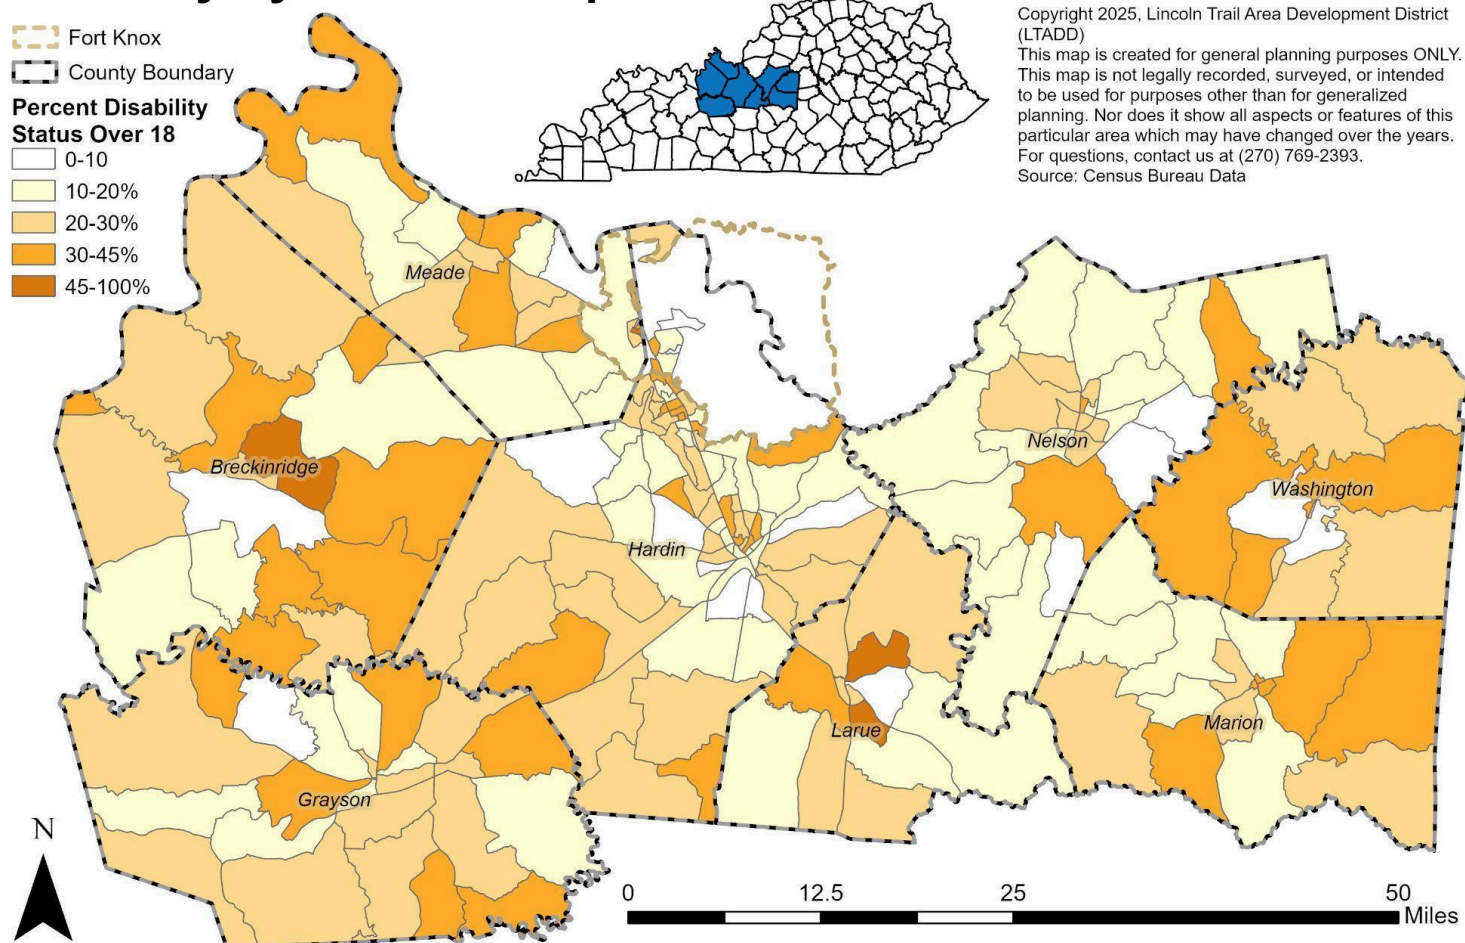 Fort Knox
County Boundary
Percent Disability
Status Over 18
0-10
10-20%
20-30%
30-45%
45-100%
Copyright 2025, Lincoln Trail Area Development District
(LTADD)
This map is created for general planning purposes ONLY.
This map is not legally recorded, surveyed, or intended
to be used for purposes other than for generalized
planning. Nor does it show all aspects or features of this
particular area which may have changed over the years.
For questions, contact us at (270) 769-2393.
Source: Census Bureau Data
Meade
Breckinridge
Nelson
Washington
Hardin
Larue
Marion
Grayson
N
0 12.5 25 50
Miles